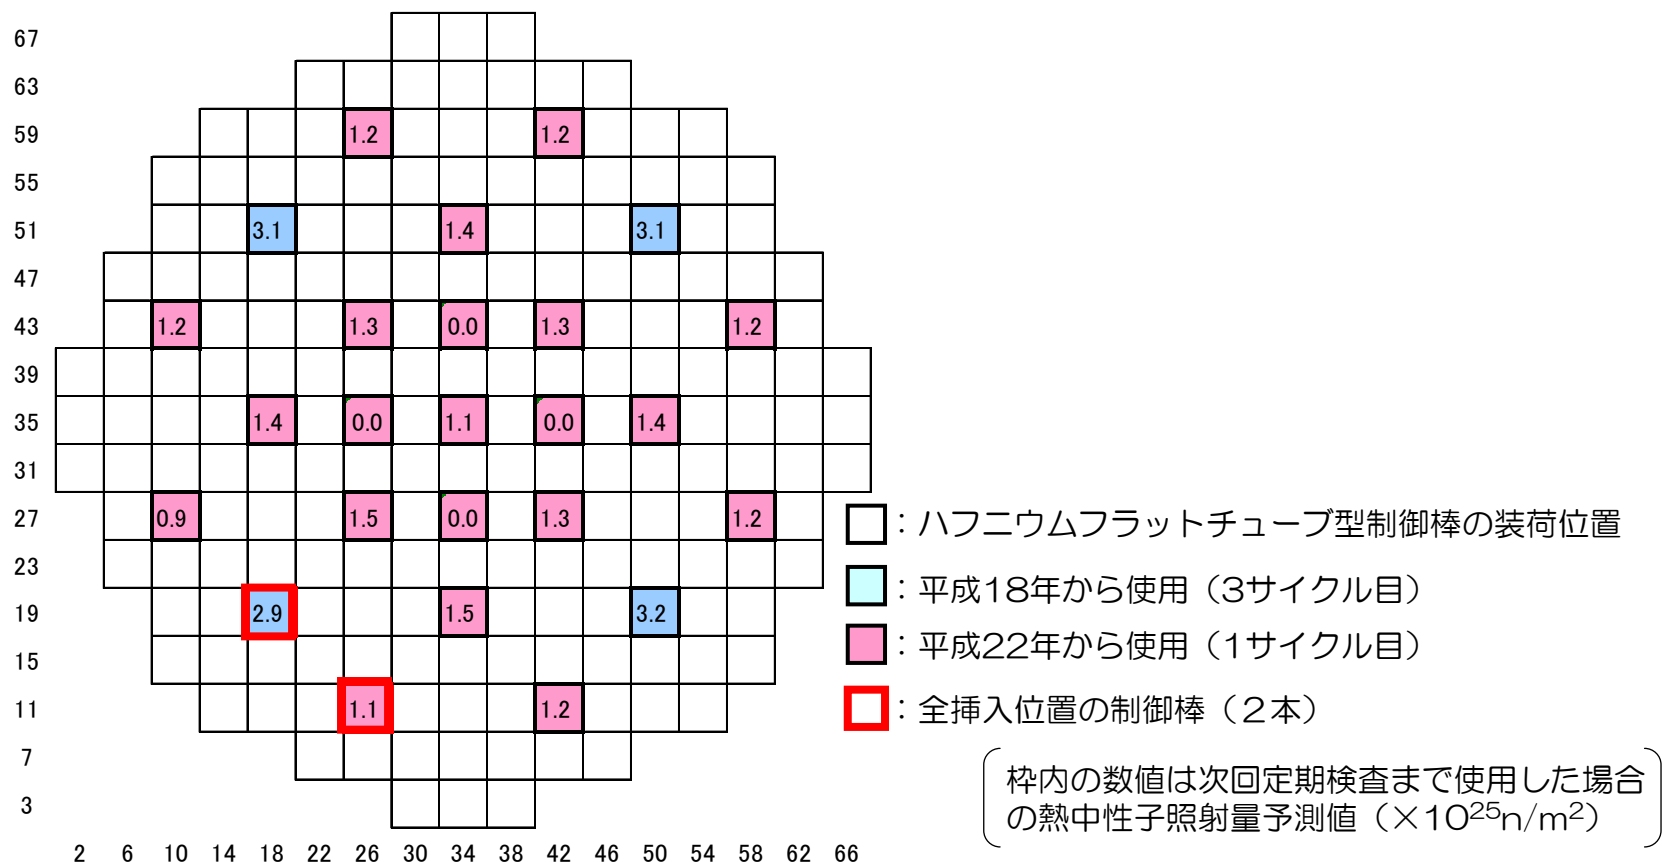 67
63
59 1.2 1.2
55
51 3.1 1.4 3.1
47
43 1.2 1.3 0.0 1.3 1.2
39
35 1.4 0.0 1.1 0.0 1.4
31
27 0.9 1.5 0.0 1.3 1.2
23
19 2.9 1.5 3.2
15
11 1.1 1.2
7
3
2 6 10 14 18 22 26 30 34 38 42 46 50 54 58 62 66
：ハフニウムフラットチューブ型制御棒の装荷位置
：平成18年から使用（3サイクル目）
：平成22年から使用（1サイクル目）
：全挿入位置の制御棒（２本）
枠内の数値は次回定期検査まで使用した場合
の熱中性子照射量予測値（×10²⁵n/m²）